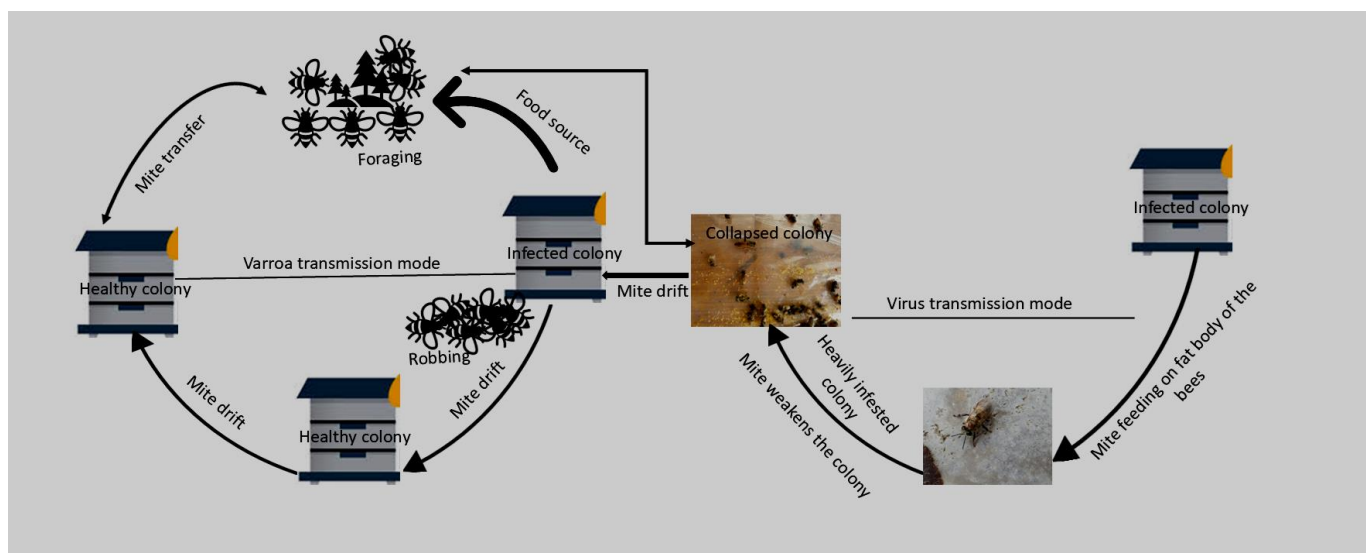 Food source
Mite transfer
Foraging
Infected colony
Collapsed colony
Infected colony
Varroa transmission mode
Healthy colony
Mite drift
Virus transmission mode
Robbing
Mite drift
Mite drift
Healthy colony
Heavily infested
colony
Mite weakens the colony
Mite feeding on fat body of the
bees